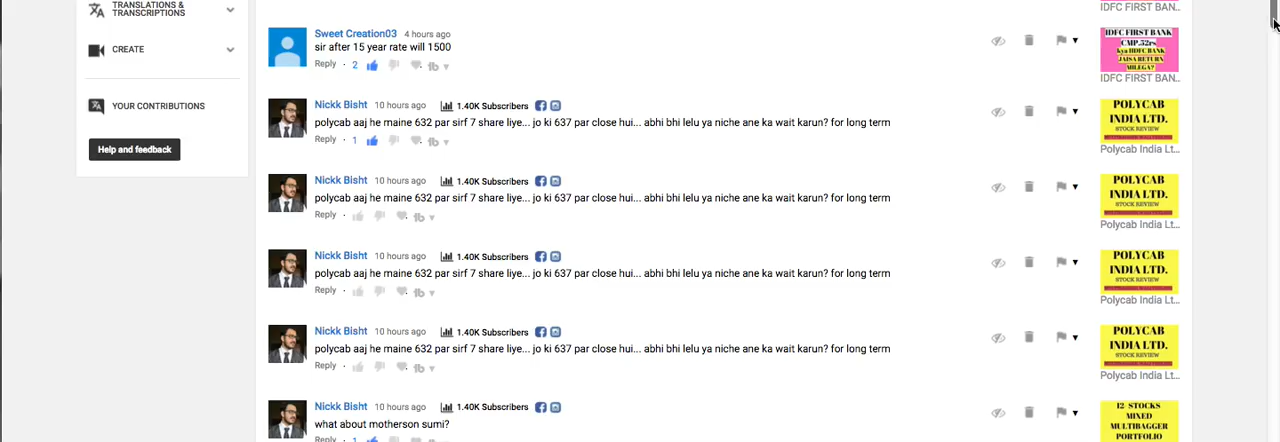 TRANSLATIONS &
TRANSCRIPTIONS
CREATE
YOUR CONTRIBUTIONS
Help and feedback
IDFC FIRST BAN..
Sweet Creation03 4 hours ago
sir after 15 year rate will 1500
Reply · 2
IDFC FIRST BANK
CMP.52rs
kya HDFC BANK
JAISA RETURN
MILEGA?
IDFC FIRST BAN..
Nickk Bisht 10 hours ago 1.40K Subscribers
polycab aaj he maine 632 par sirf 7 share liye... jo ki 637 par close hui... abhi bhi lelu ya niche ane ka wait karun? for long term
Reply · 1
POLYCAB
INDIA LTD.
STOCK REVIEW
Polycab India Lt...
Nickk Bisht 10 hours ago 1.40K Subscribers
polycab aaj he maine 632 par sirf 7 share liye... jo ki 637 par close hui... abhi bhi lelu ya niche ane ka wait karun? for long term
Reply ·
POLYCAB
INDIA LTD.
STOCK REVIEW
Polycab India Lt...
Nickk Bisht 10 hours ago 1.40K Subscribers
polycab aaj he maine 632 par sirf 7 share liye... jo ki 637 par close hui... abhi bhi lelu ya niche ane ka wait karun? for long term
Reply ·
POLYCAB
INDIA LTD.
STOCK REVIEW
Polycab India Lt...
Nickk Bisht 10 hours ago 1.40K Subscribers
polycab aaj he maine 632 par sirf 7 share liye... jo ki 637 par close hui... abhi bhi lelu ya niche ane ka wait karun? for long term
Reply ·
POLYCAB
INDIA LTD.
STOCK REVIEW
Polycab India Lt...
Nickk Bisht 10 hours ago 1.40K Subscribers
what about motherson sumi?
Reply · 1
12- STOCKS
MIXED
MULTIBAGGER
PORTFOLIO